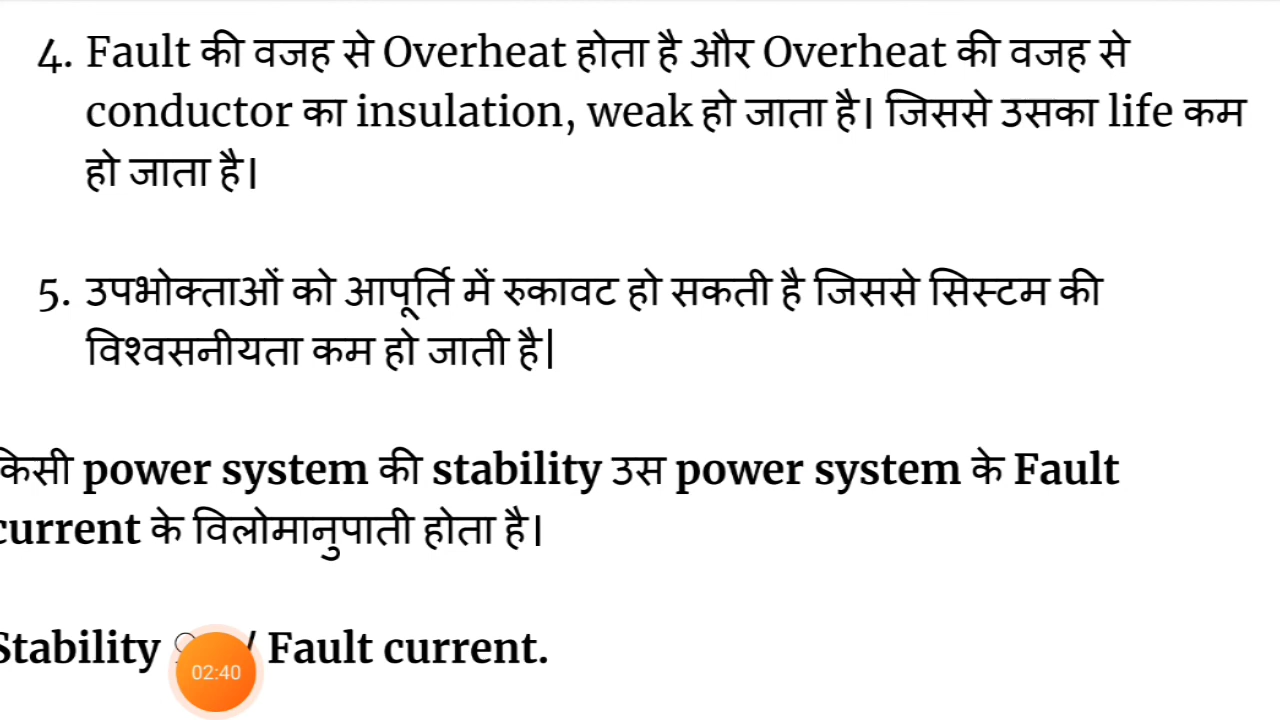 4. Fault की वजह से Overheat होता है और Overheat की वजह से
conductor का insulation, weak हो जाता है। जिससे उसका life कम
हो जाता है।
5. उपभोक्ताओं को आपूर्ति में रुकावट हो सकती है जिससे सिस्टम की
विश्वसनीयता कम हो जाती है|
किसी power system की stability उस power system के Fault
current के विलोमानुपाती होता है।
Stability / Fault current.
02:40